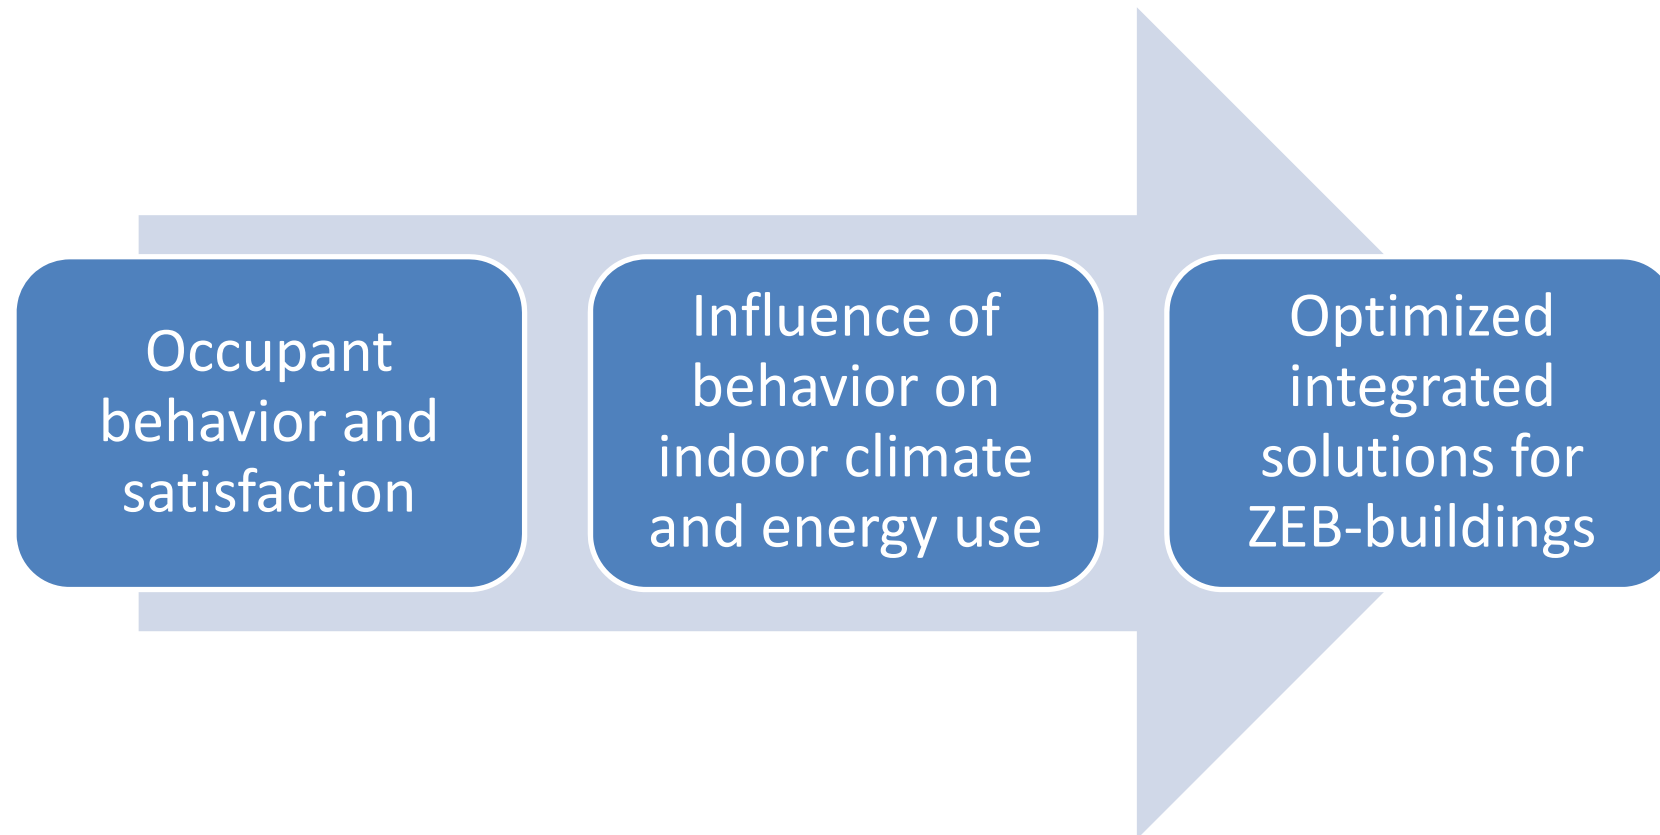 Occupant
behavior and
satisfaction
Influence of
behavior on
indoor climate
and energy use
Optimized
integrated
solutions for
ZEB-buildings